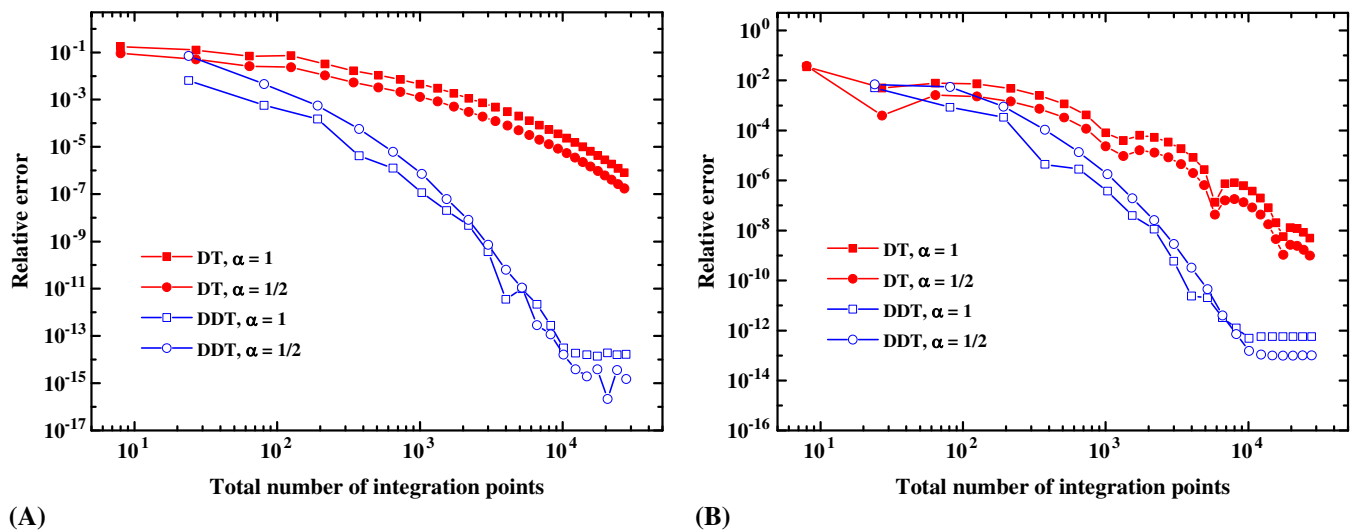 10^-1
10^-3
10^-5
10^-7
10^-9
10^-11
10^-13
10^-15
10^-17
Relative error
DT, α = 1
DT, α = 1/2
DDT, α = 1
DDT, α = 1/2
10^1 10^2 10^3 10^4
Total number of integration points
(A)
10^0
10^-2
10^-4
10^-6
10^-8
10^-10
10^-12
10^-14
10^-16
Relative error
DT, α = 1
DT, α = 1/2
DDT, α = 1
DDT, α = 1/2
10^1 10^2 10^3 10^4
Total number of integration points
(B)